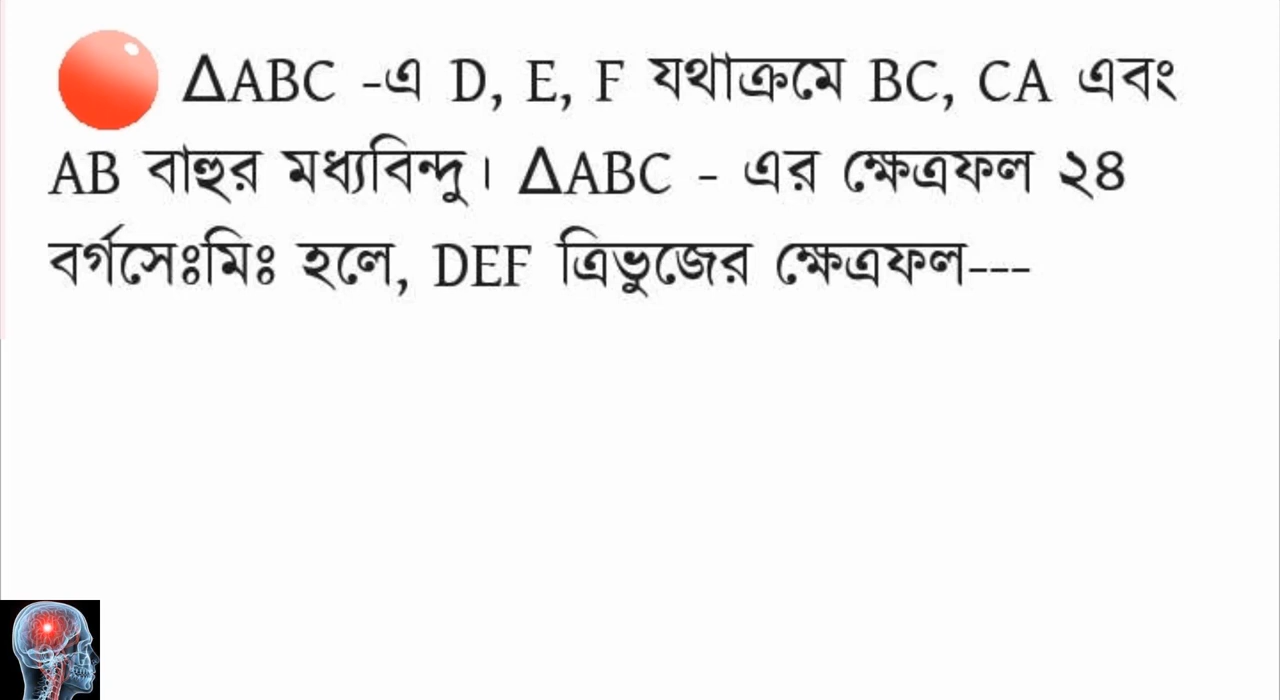 ΔABC -এ D, E, F যথাক্রমে BC, CA এবং
AB বাহুর মধ্যবিন্দু। ΔABC - এর ক্ষেত্রফল ২৪
বর্গসেঃমিঃ হলে, DEF ত্রিভুজের ক্ষেত্রফল---